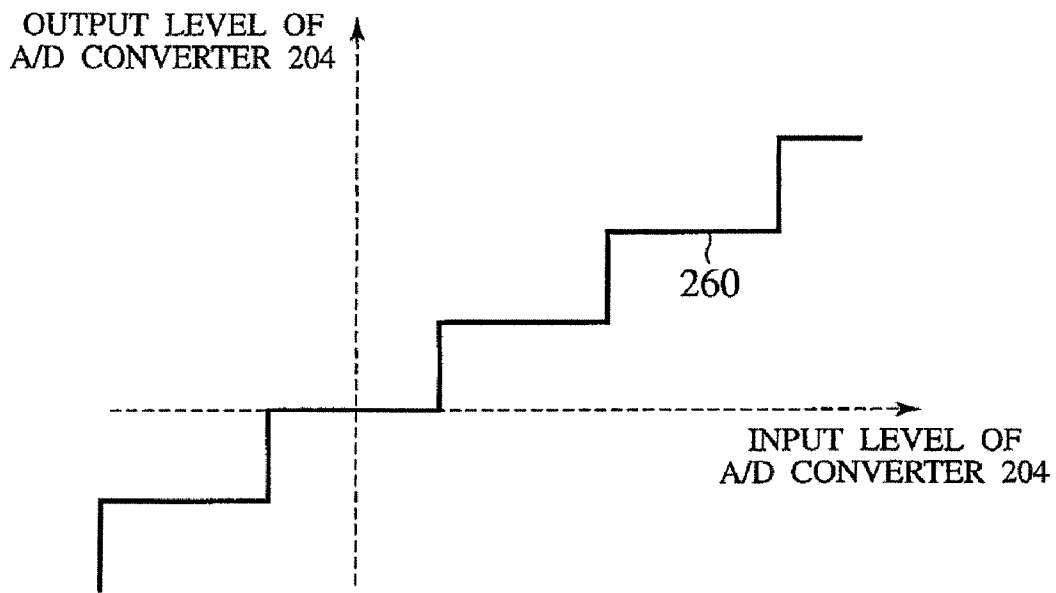 OUTPUT LEVEL OF
A/D CONVERTER 204
260
INPUT LEVEL OF
A/D CONVERTER 204